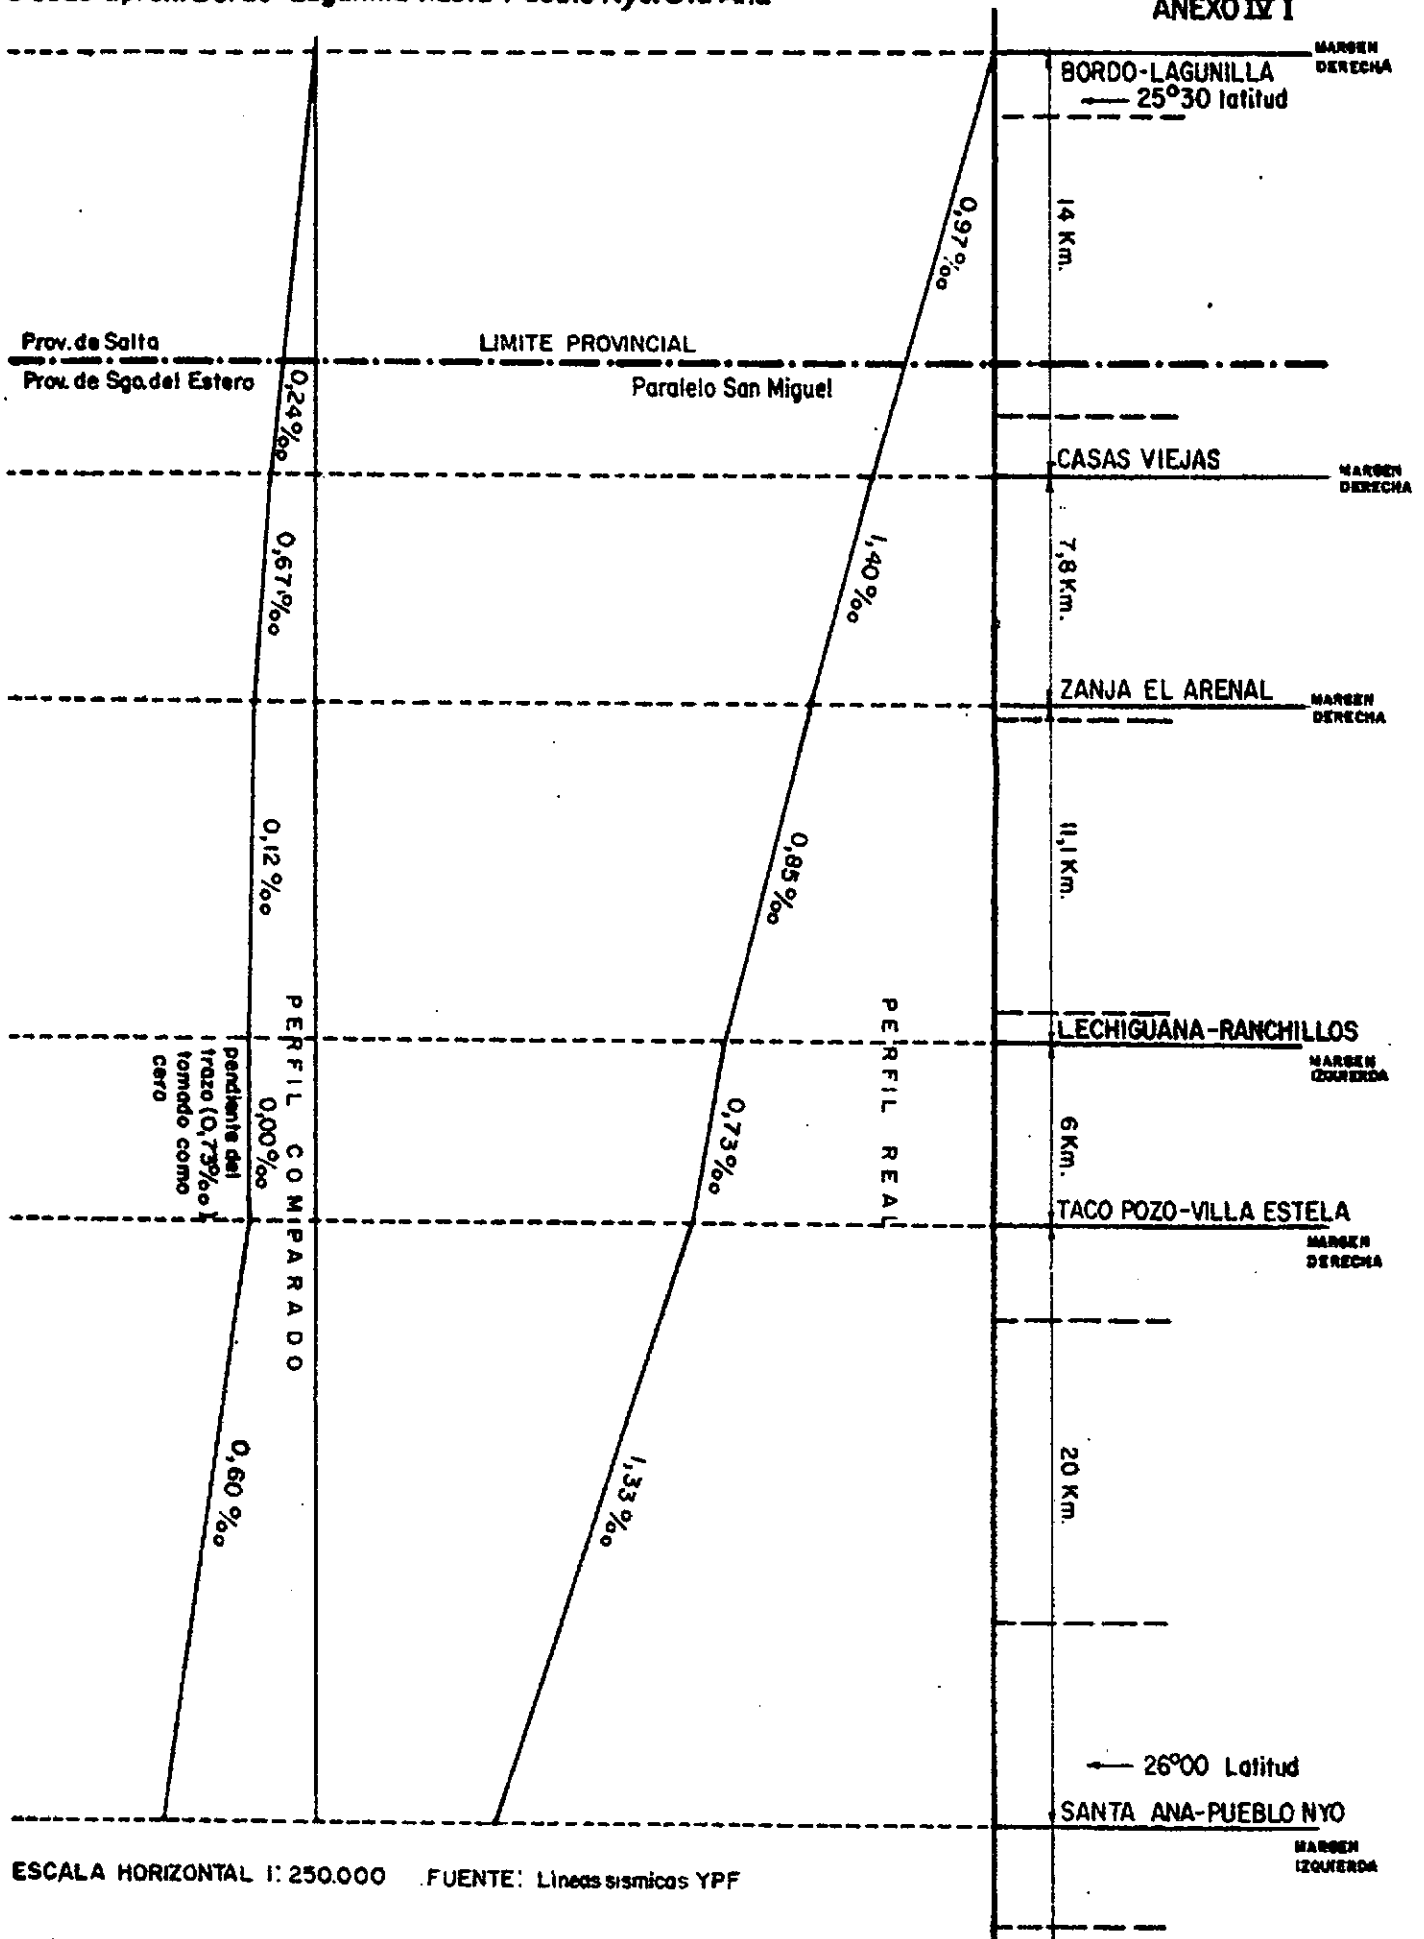 ANEXO IV I
MARGEN
DERECHA
BORDO-LAGUNILLA
25º30 latitud
14 Km.
0,97‰
Prov. de Salta
LIMITE PROVINCIAL
Prov. de Sgo. del Estero
Paralelo San Miguel
0,24‰
CASAS VIEJAS
MARGEN
DERECHA
0,67‰
1,40‰
7,8 Km.
ZANJA EL ARENAL
MARGEN
DERECHA
0,12‰
0,85‰
11,1 Km.
PERFIL COMPARADO
PERFIL REAL
LECHIGUANA-RANCHILLOS
MARGEN
IZQUIERDA
pendiente del
trazo (0,73‰)
tomado como
cero
0,00‰
0,73‰
6 Km.
TACO POZO-VILLA ESTELA
MARGEN
DERECHA
0,60‰
1,33‰
20 Km.
26º00 Latitud
SANTA ANA-PUEBLO NYO
MARGEN
IZQUIERDA
ESCALA HORIZONTAL 1: 250.000 FUENTE: Lineas sismicas YPF